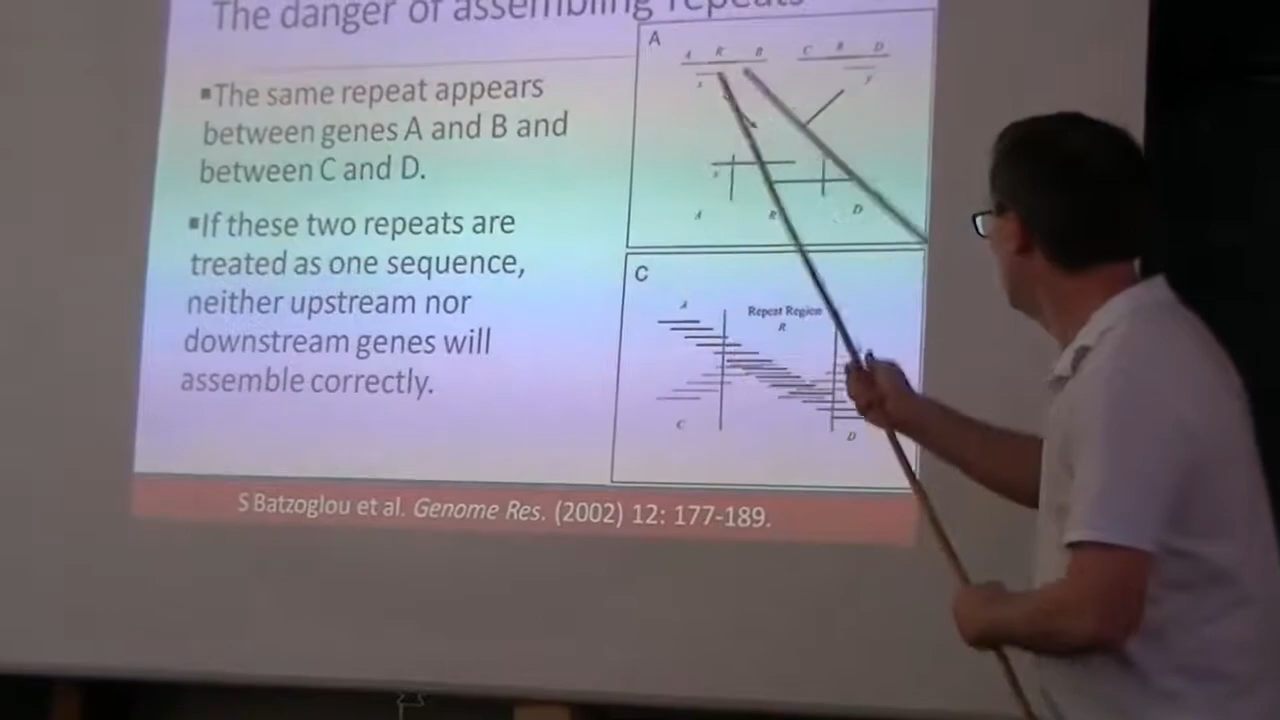 The danger of assembling repeats
▪The same repeat appears
between genes A and B and
between C and D.
▪If these two repeats are
treated as one sequence,
neither upstream nor
downstream genes will
assemble correctly.
A
A R B C R D
A R D
C
A
Repeat Region
R
C
D
S Batzoglou et al. Genome Res. (2002) 12: 177-189.